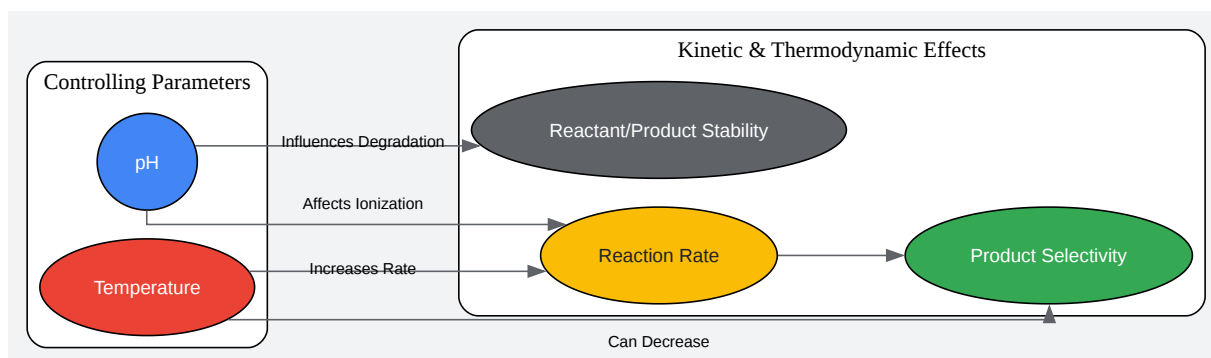 Kinetic & Thermodynamic Effects
Controlling Parameters
Reactant/Product Stability
Influences Degradation
pH
Affects Ionization
Reaction Rate
Product Selectivity
Increases Rate
Temperature
Can Decrease